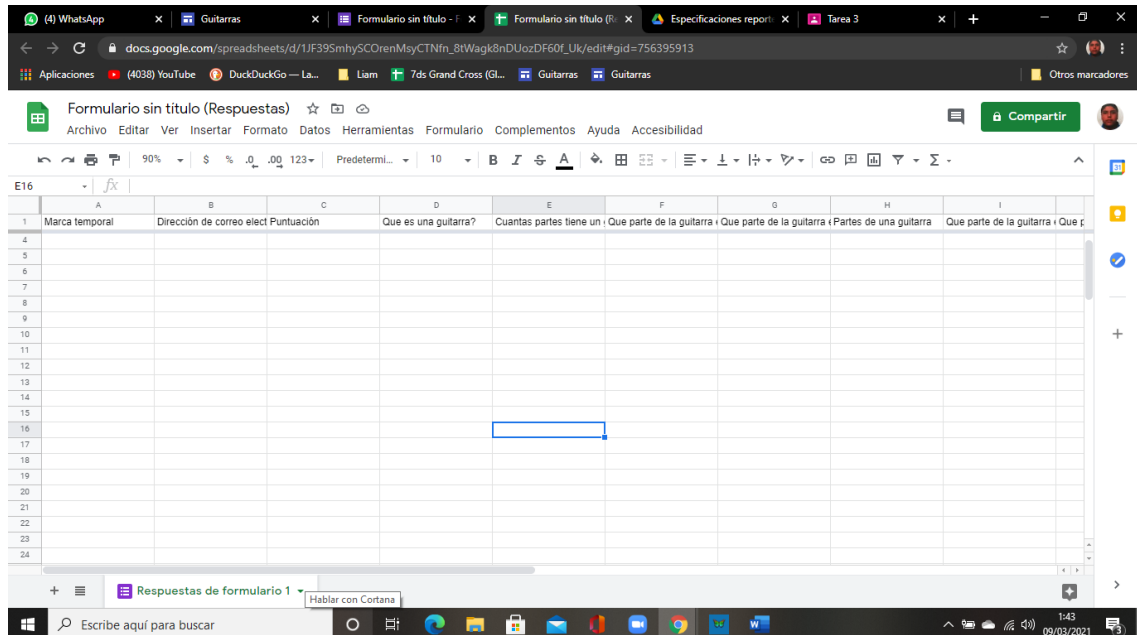 (4) WhatsApp
Guitarras
Formulario sin título - F
Formulario sin título (Re
Especificaciones reporte
Tarea 3
docs.google.com/spreadsheets/d/1JF39SmhySCOrenMsyCTNfn_8tWagk8nDUozDF60f_Uk/edit#gid=756395913
Aplicaciones
(4038) YouTube
DuckDuckGo — La...
Liam
7ds Grand Cross (Gl...
Guitarras
Guitarras
Otros marcadores
Formulario sin título (Respuestas)
Archivo Editar Ver Insertar Formato Datos Herramientas Formulario Complementos Ayuda Accesibilidad
Compartir
90% $ % .0 .00 123 Predetermi... 10 B I S A
31
E16 fx
A B C D E F G H I
1 Marca temporal Dirección de correo elect Puntuación Que es una guitarra? Cuantas partes tiene un Que parte de la guitarra Que parte de la guitarra Partes de una guitarra Que parte de la guitarra Que p
4
5
6
7
8
9
10
11
12
13
14
15
16
17
18
19
20
21
22
23
24
Respuestas de formulario 1
Hablar con Cortana
Escribe aquí para buscar
1:43
09/03/2021
3